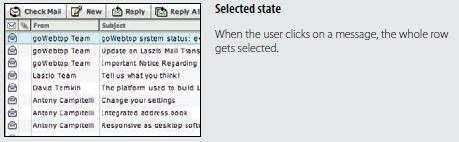 Check Mail New Reply Reply Al
From Subject
goWebtop Team goWebtop system status: e-
goWebtop Team Update on Laszlo Mail Trans
goWebtop Team Important Notice Regarding
Laszlo Team Tell us what you think!
David Temkin The platform used to build L
Antony Campitelli Change your settings
Antony Campitelli Integrated address book
Antony Campitelli Responsive as desktop soft
Selected state
When the user clicks on a message, the whole row
gets selected.